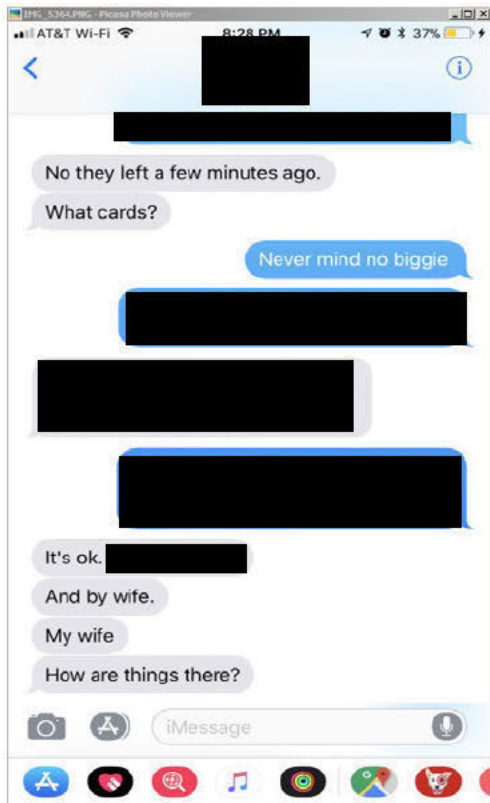 IMG_5364.PNG - Picasa Photo Viewer
AT&T Wi-Fi 8:28 PM 37%
No they left a few minutes ago.
What cards?
Never mind no biggie
It's ok.
And by wife.
My wife
How are things there?
iMessage